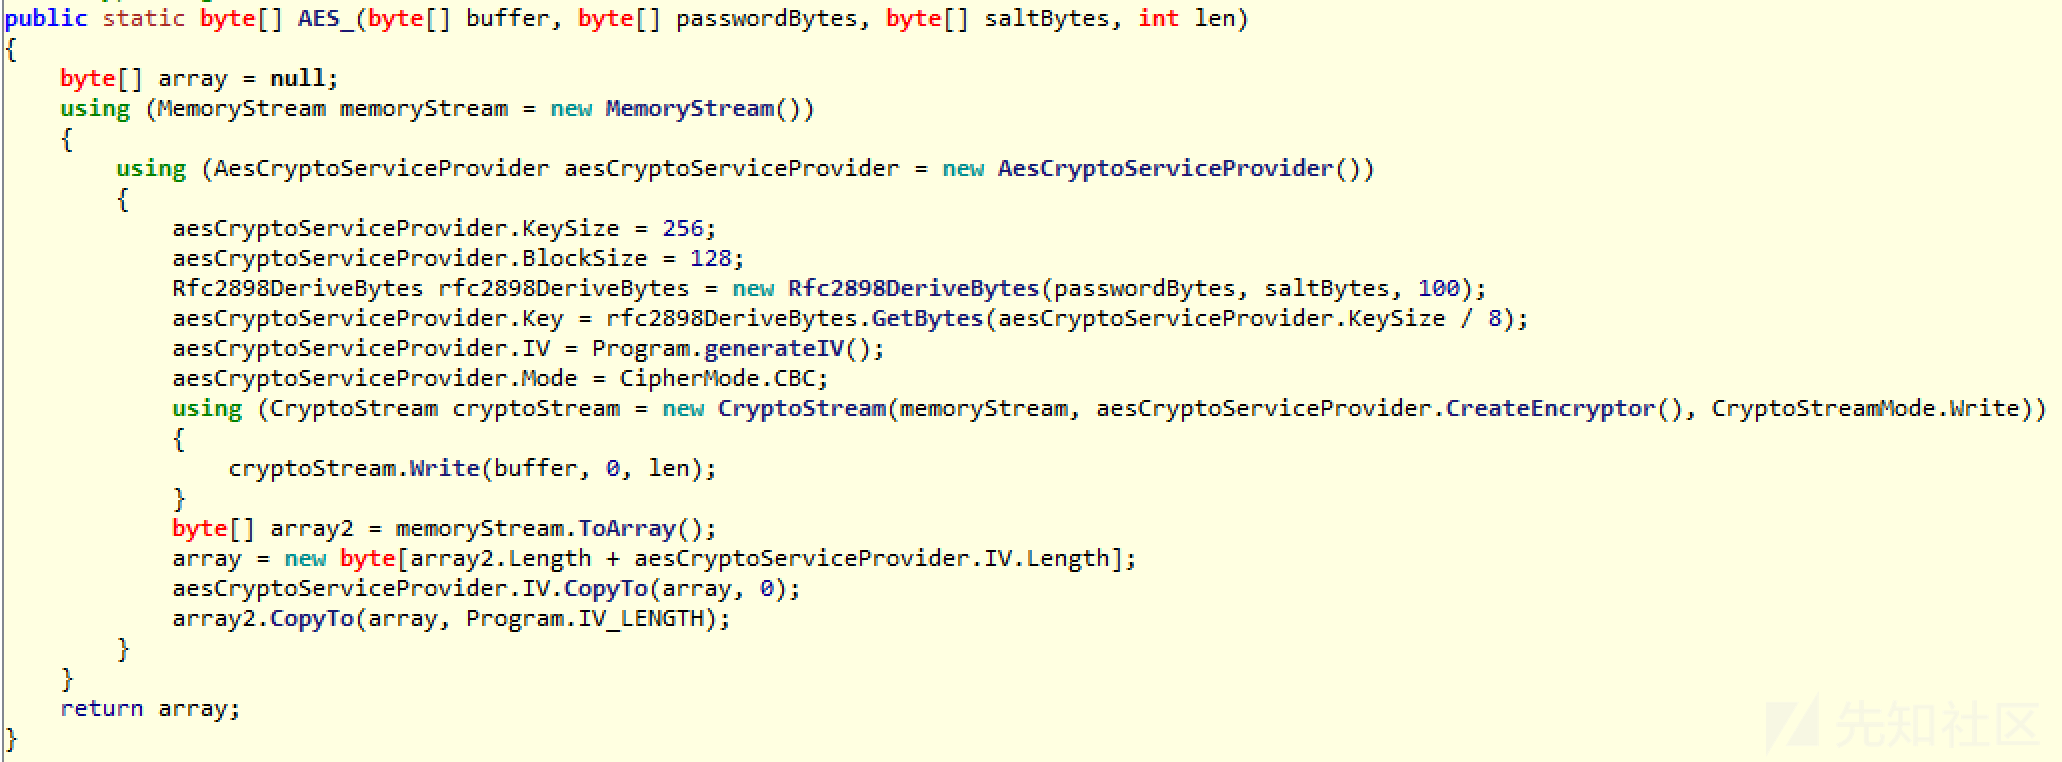 public static byte[] AES_(byte[] buffer, byte[] passwordBytes, byte[] saltBytes, int len)
{
    byte[] array = null;
    using (MemoryStream memoryStream = new MemoryStream())
    {
        using (AesCryptoServiceProvider aesCryptoServiceProvider = new AesCryptoServiceProvider())
        {
            aesCryptoServiceProvider.KeySize = 256;
            aesCryptoServiceProvider.BlockSize = 128;
            Rfc2898DeriveBytes rfc2898DeriveBytes = new Rfc2898DeriveBytes(passwordBytes, saltBytes, 100);
            aesCryptoServiceProvider.Key = rfc2898DeriveBytes.GetBytes(aesCryptoServiceProvider.KeySize / 8);
            aesCryptoServiceProvider.IV = Program.generateIV();
            aesCryptoServiceProvider.Mode = CipherMode.CBC;
            using (CryptoStream cryptoStream = new CryptoStream(memoryStream, aesCryptoServiceProvider.CreateEncryptor(), CryptoStreamMode.Write))
            {
                cryptoStream.Write(buffer, 0, len);
            }
            byte[] array2 = memoryStream.ToArray();
            array = new byte[array2.Length + aesCryptoServiceProvider.IV.Length];
            aesCryptoServiceProvider.IV.CopyTo(array, 0);
            array2.CopyTo(array, Program.IV_LENGTH);
        }
    }
    return array;
}
先知社区